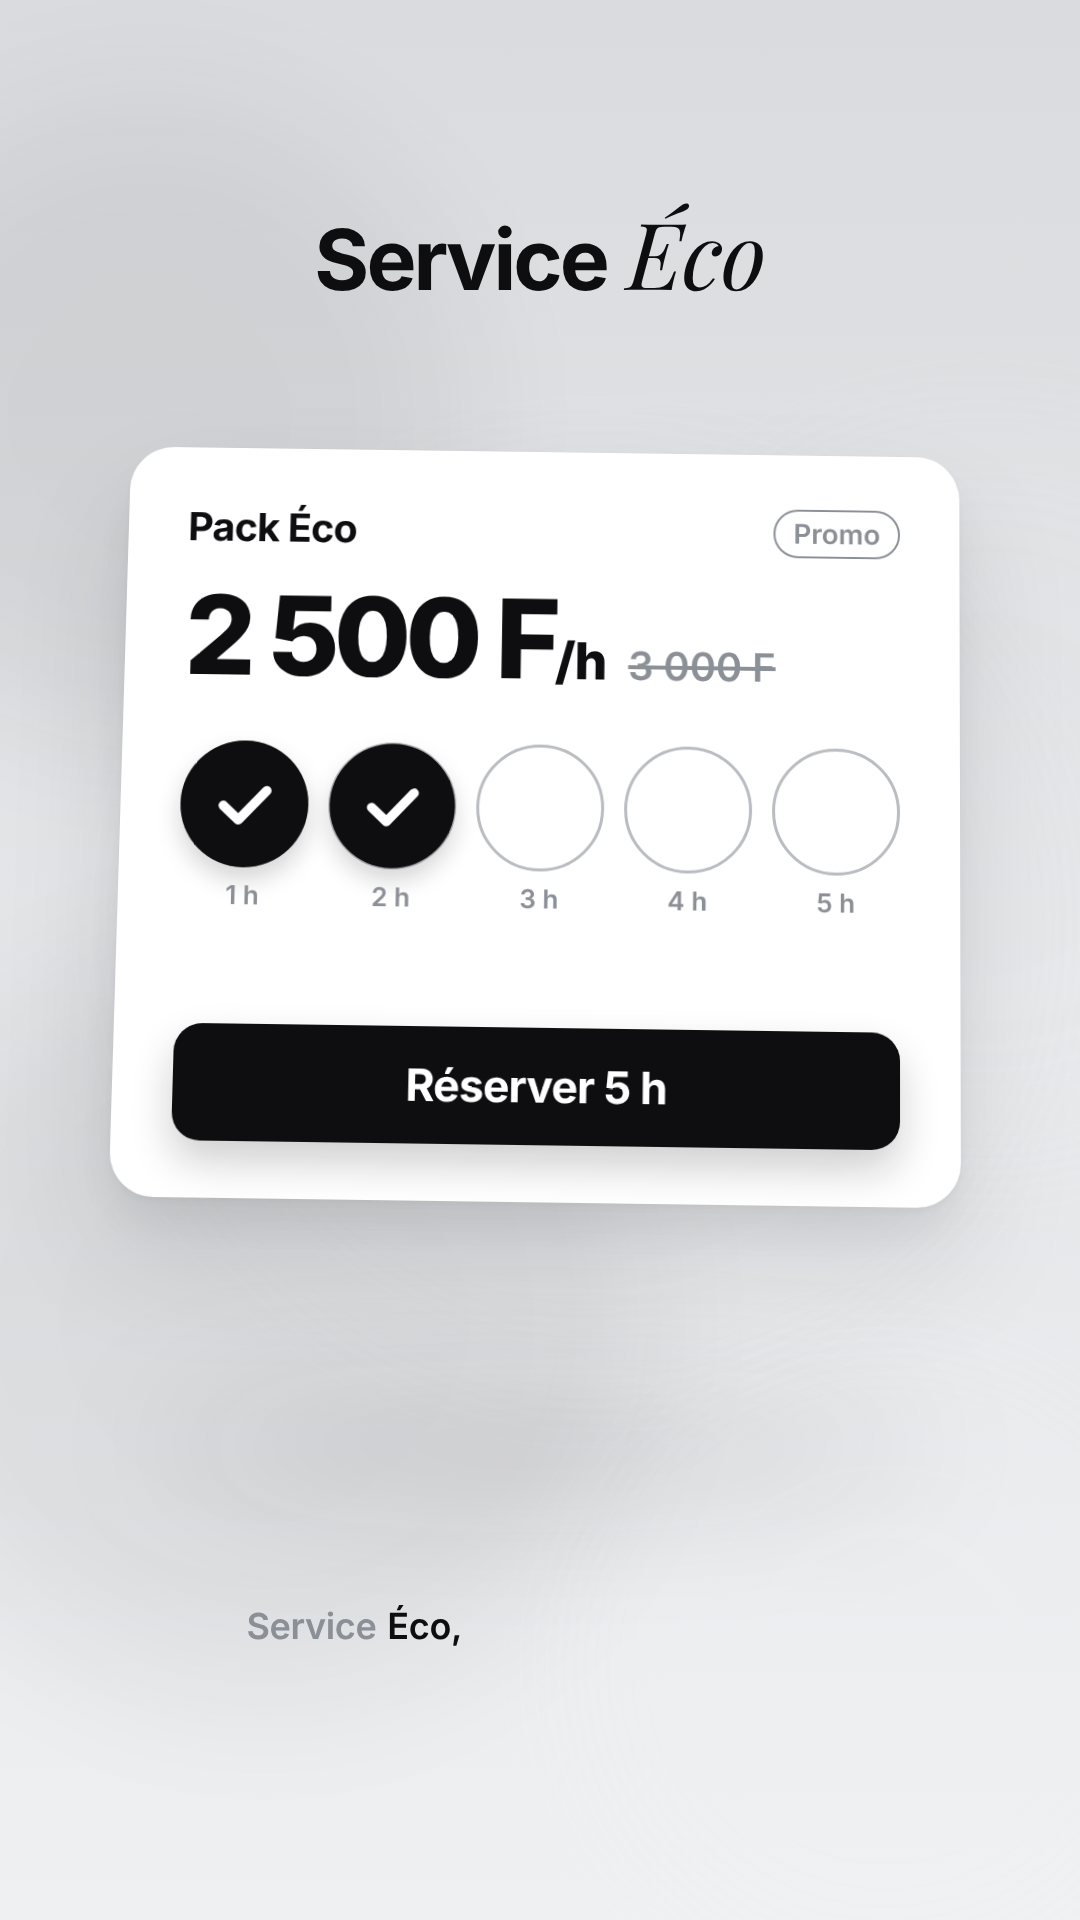 Service Éco
Pack Éco
Promo
2 500 F/h 3 000 F
1 h 2 h 3 h 4 h 5 h
Réserver 5 h
Service Éco,